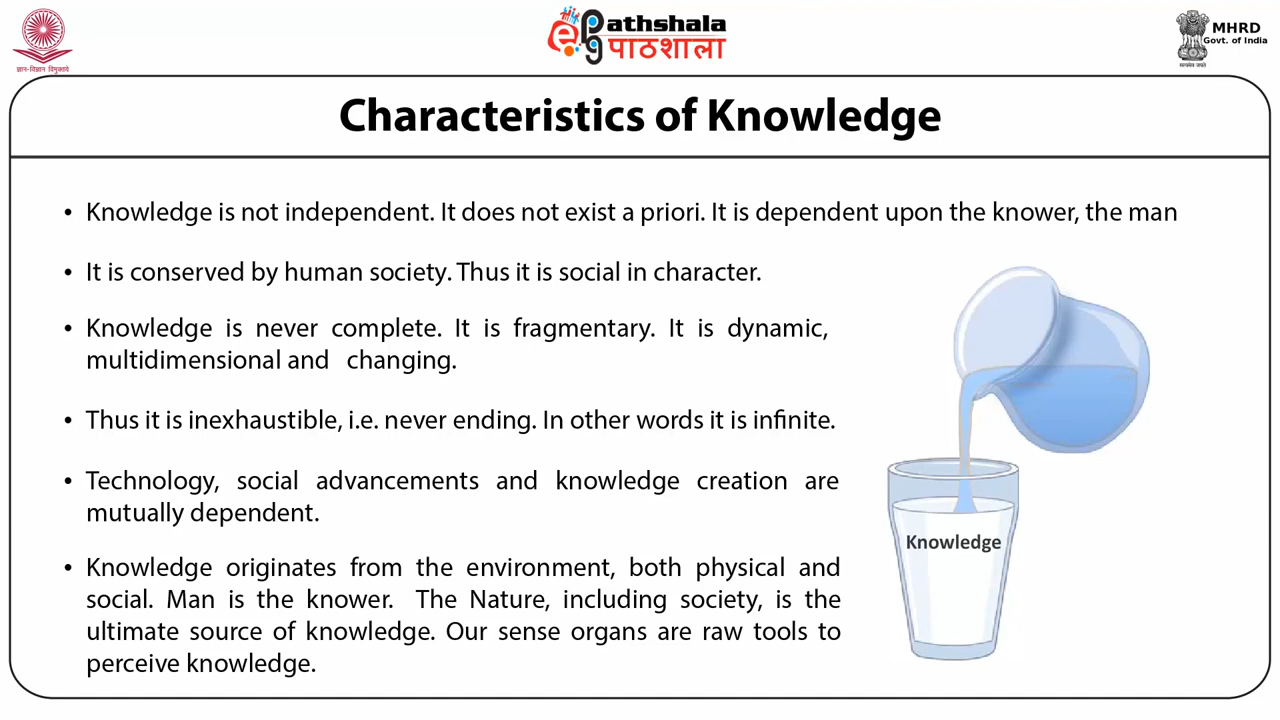 ज्ञान-विज्ञान विमुक्तये
epgathshala
पाठशाला
MHRD
Govt. of India
सत्यमेव जयते
Characteristics of Knowledge
• Knowledge is not independent. It does not exist a priori. It is dependent upon the knower, the man
• It is conserved by human society. Thus it is social in character.
• Knowledge is never complete. It is fragmentary. It is dynamic,
multidimensional and changing.
• Thus it is inexhaustible, i.e. never ending. In other words it is infinite.
• Technology, social advancements and knowledge creation are
mutually dependent.
• Knowledge originates from the environment, both physical and
social. Man is the knower. The Nature, including society, is the
ultimate source of knowledge. Our sense organs are raw tools to
perceive knowledge.
Knowledge